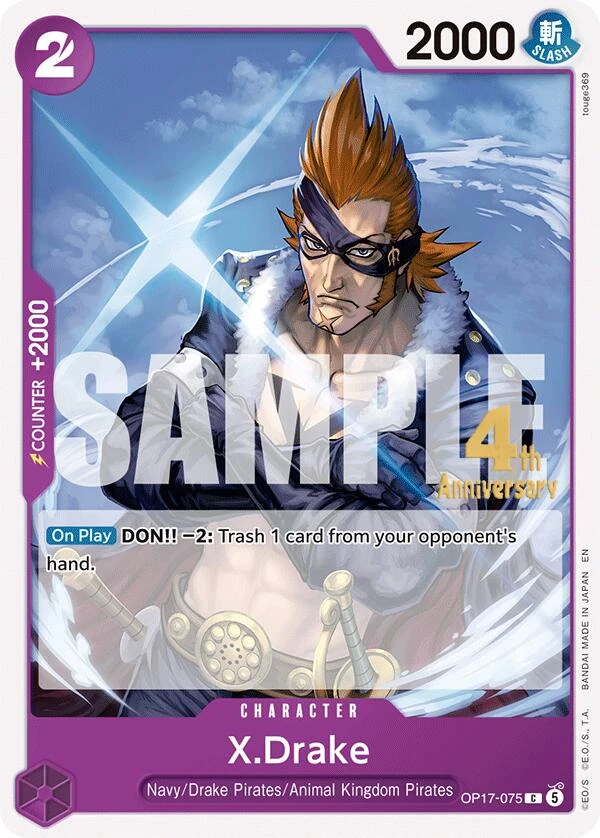 2
2000
斬
SLASH
touge369
COUNTER +2000
SAMPLE
4th
Anniversary
On Play DON!! −2: Trash 1 card from your opponent's
hand.
BANDAI MADE IN JAPAN EN
©E.O./S., T.A.
©EO/S
CHARACTER
X.Drake
Navy/Drake Pirates/Animal Kingdom Pirates
OP17-075 C 5